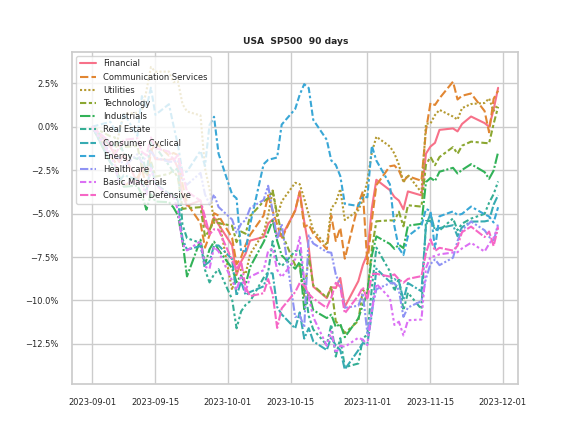 USA SP500 90 days
Financial
Communication Services
Utilities
Technology
Industrials
Real Estate
Consumer Cyclical
Energy
Healthcare
Basic Materials
Consumer Defensive
2.5%
0.0%
−2.5%
−5.0%
−7.5%
−10.0%
−12.5%
2023-09-01 2023-09-15 2023-10-01 2023-10-15 2023-11-01 2023-11-15 2023-12-01